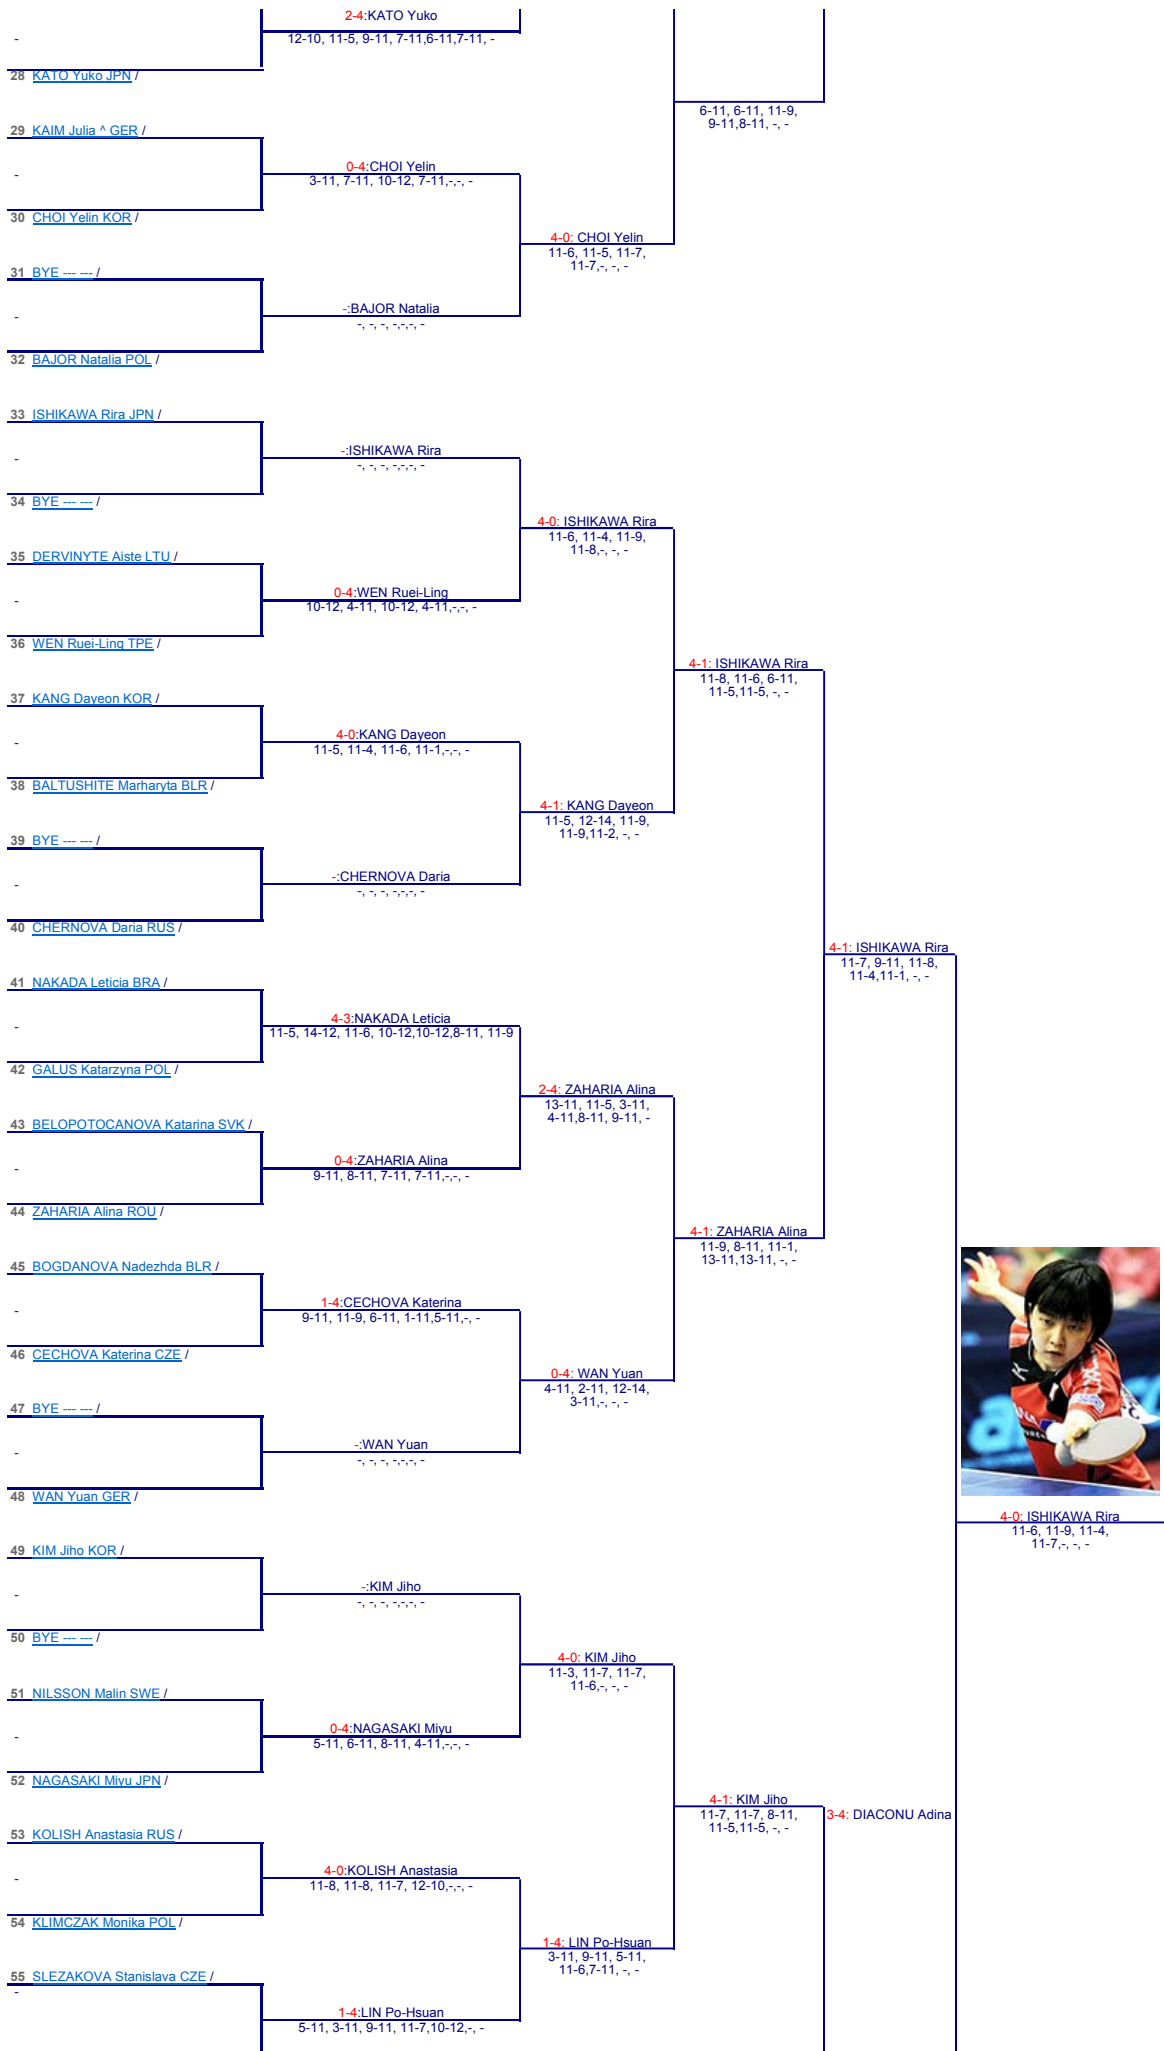 2-4:KATO Yuko
-
12-10, 11-5, 9-11, 7-11,6-11,7-11, -
28 KATO Yuko JPN /
6-11, 6-11, 11-9,
9-11,8-11, -, -
29 KAIM Julia ^ GER /
0-4:CHOI Yelin
-
3-11, 7-11, 10-12, 7-11,-,-, -
30 CHOI Yelin KOR /
4-0: CHOI Yelin
11-6, 11-5, 11-7,
11-7,-, -, -
31 BYE --- --- /
-:BAJOR Natalia
-
-, -, -, -,-,-, -
32 BAJOR Natalia POL /
33 ISHIKAWA Rira JPN /
-:ISHIKAWA Rira
-
-, -, -, -,-,-, -
34 BYE --- --- /
4-0: ISHIKAWA Rira
11-6, 11-4, 11-9,
11-8,-, -, -
35 DERVINYTE Aiste LTU /
0-4:WEN Ruei-Ling
-
10-12, 4-11, 10-12, 4-11,-,-, -
36 WEN Ruei-Ling TPE /
4-1: ISHIKAWA Rira
11-8, 11-6, 6-11,
11-5,11-5, -, -
37 KANG Dayeon KOR /
4-0:KANG Dayeon
-
11-5, 11-4, 11-6, 11-1,-,-, -
38 BALTUSHITE Marharyta BLR /
4-1: KANG Dayeon
11-5, 12-14, 11-9,
11-9,11-2, -, -
39 BYE --- --- /
-:CHERNOVA Daria
-
-, -, -, -,-,-, -
40 CHERNOVA Daria RUS /
4-1: ISHIKAWA Rira
11-7, 9-11, 11-8,
11-4,11-1, -, -
41 NAKADA Leticia BRA /
4-3:NAKADA Leticia
-
11-5, 14-12, 11-6, 10-12,10-12,8-11, 11-9
42 GALUS Katarzyna POL /
2-4: ZAHARIA Alina
13-11, 11-5, 3-11,
4-11,8-11, 9-11, -
43 BELOPOTOCANOVA Katarina SVK /
0-4:ZAHARIA Alina
-
9-11, 8-11, 7-11, 7-11,-,-, -
44 ZAHARIA Alina ROU /
4-1: ZAHARIA Alina
11-9, 8-11, 11-1,
13-11,13-11, -, -
45 BOGDANOVA Nadezhda BLR /
1-4:CECHOVA Katerina
-
9-11, 11-9, 6-11, 1-11,5-11,-, -
46 CECHOVA Katerina CZE /
0-4: WAN Yuan
4-11, 2-11, 12-14,
3-11,-, -, -
47 BYE --- --- /
-:WAN Yuan
-
-, -, -, -,-,-, -
48 WAN Yuan GER /
4-0: ISHIKAWA Rira
11-6, 11-9, 11-4,
11-7,-, -, -
49 KIM Jiho KOR /
-:KIM Jiho
-
-, -, -, -,-,-, -
50 BYE --- --- /
4-0: KIM Jiho
11-3, 11-7, 11-7,
11-6,-, -, -
51 NILSSON Malin SWE /
0-4:NAGASAKI Miyu
-
5-11, 6-11, 8-11, 4-11,-,-, -
52 NAGASAKI Miyu JPN /
4-1: KIM Jiho
11-7, 11-7, 8-11,
11-5,11-5, -, -
3-4: DIACONU Adina
53 KOLISH Anastasia RUS /
4-0:KOLISH Anastasia
-
11-8, 11-8, 11-7, 12-10,-,-, -
54 KLIMCZAK Monika POL /
1-4: LIN Po-Hsuan
3-11, 9-11, 5-11,
11-6,7-11, -, -
55 SLEZAKOVA Stanislava CZE /
-
1-4:LIN Po-Hsuan
5-11, 3-11, 9-11, 11-7,10-12,-, -